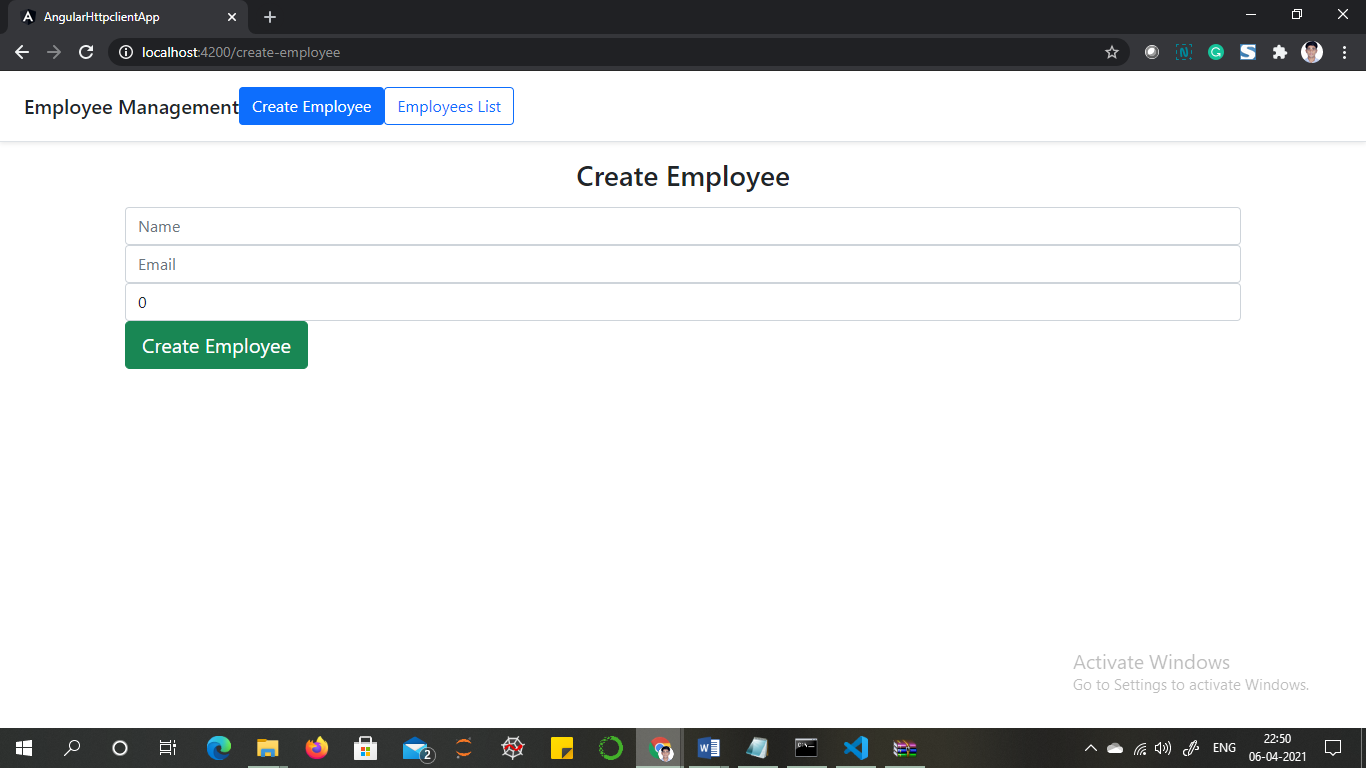 AngularHttpclientApp
localhost:4200/create-employee
Employee Management Create Employee Employees List
Create Employee
Name
Email
0
Create Employee
Activate Windows
Go to Settings to activate Windows.
2
ENG
22:50
06-04-2021